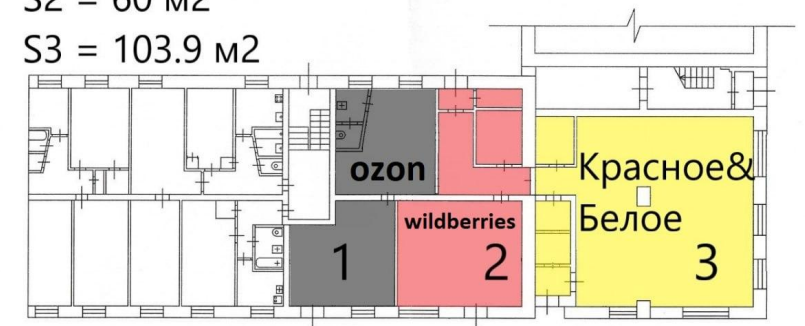 S2 = 60 м2
S3 = 103.9 м2
ozon
Красное&
Белое
wildberries
1
2
3